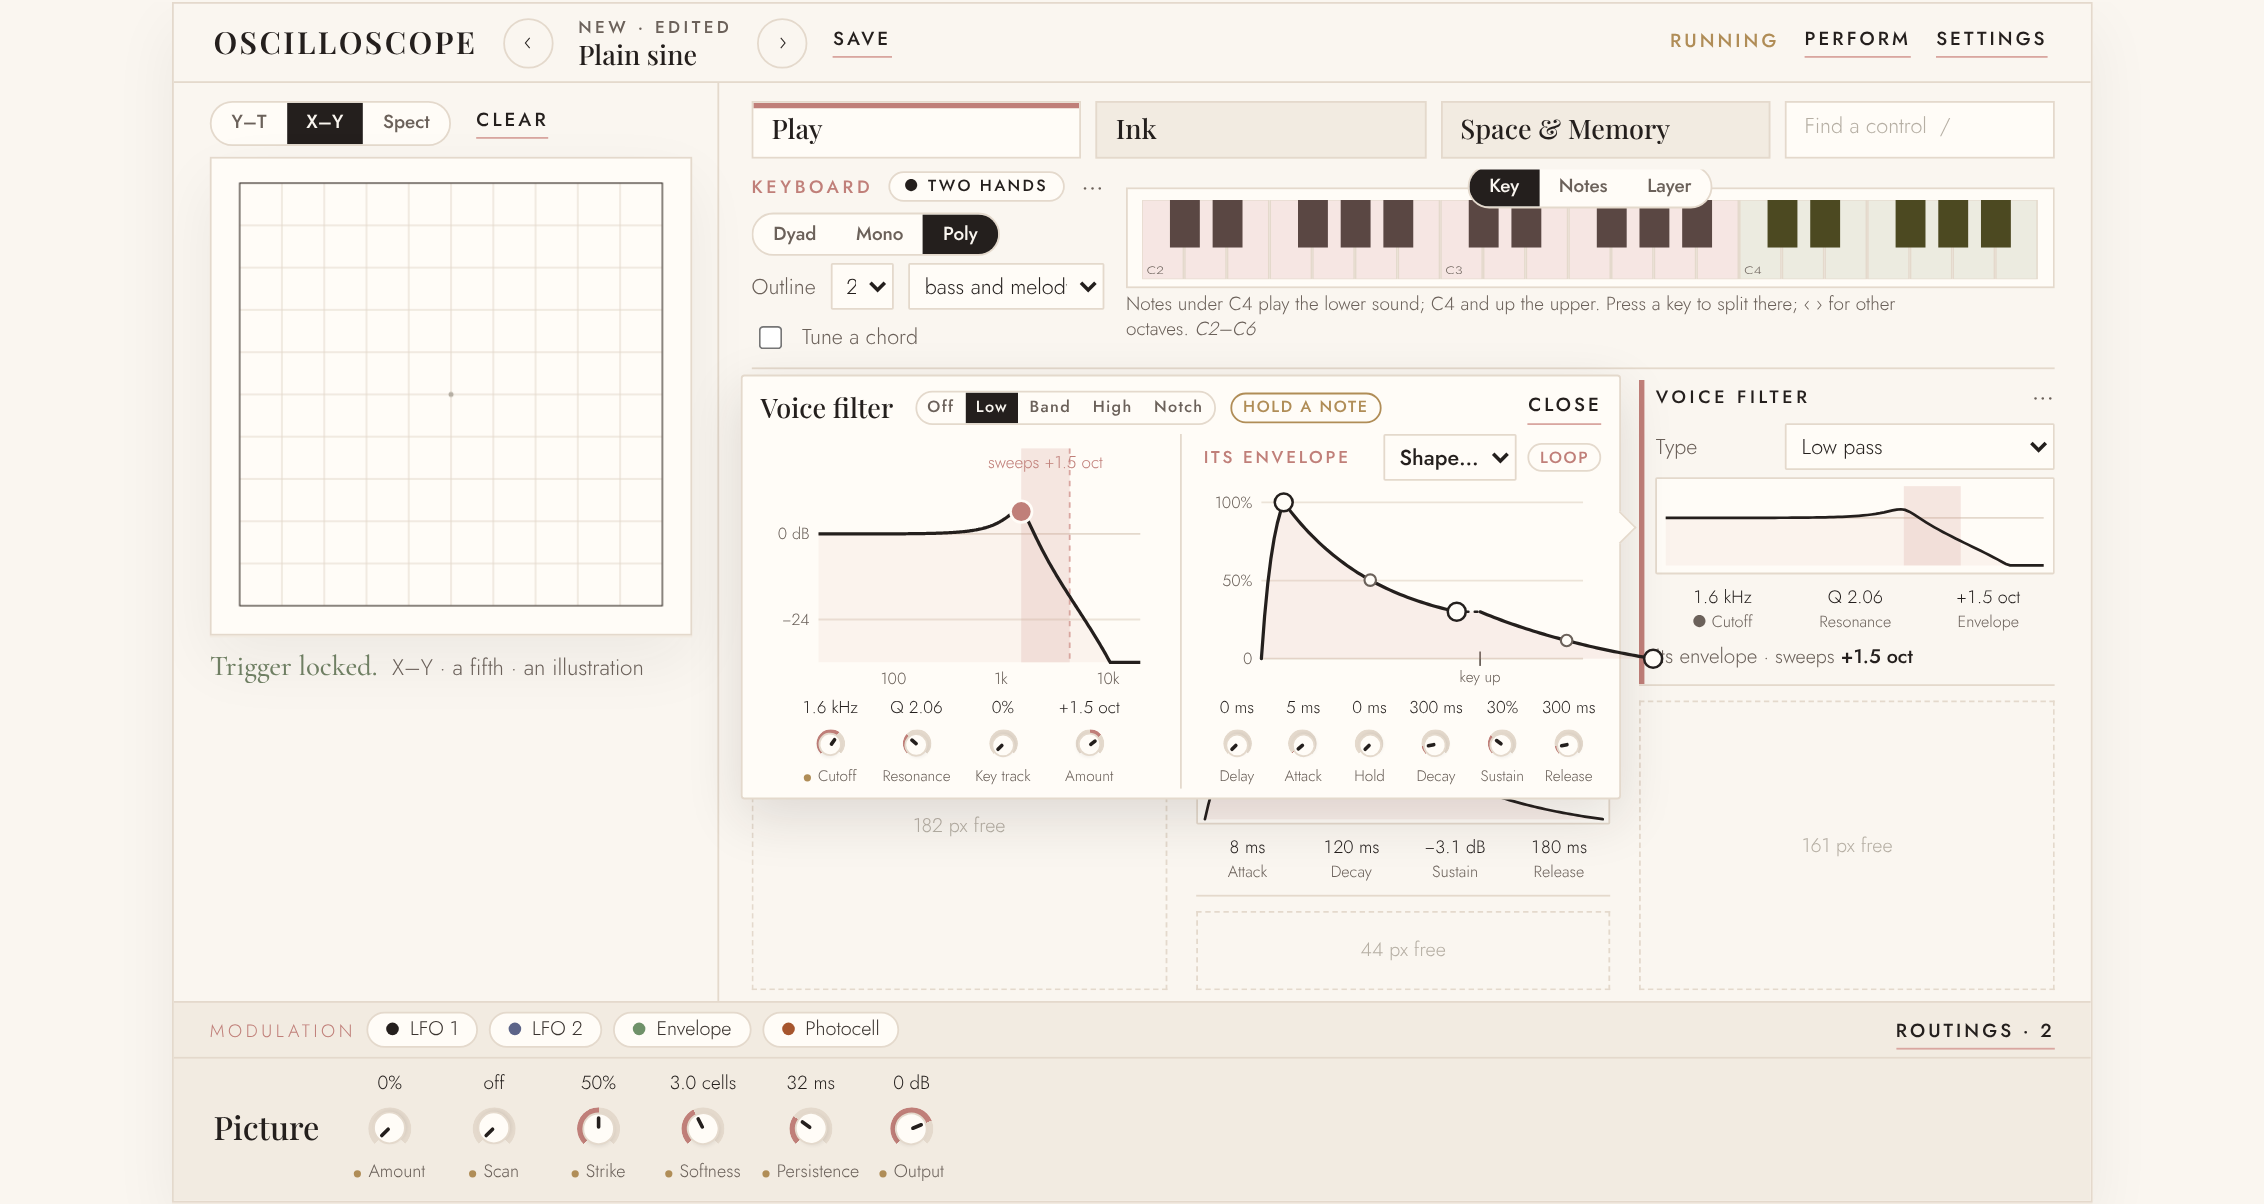 OSCILLOSCOPE
‹
NEW · EDITED
Plain sine
›
SAVE
RUNNING
PERFORM
SETTINGS
Y–T
X–Y
Spect
CLEAR
Play
Ink
Space & Memory
Find a control /
KEYBOARD
TWO HANDS
···
Key
Notes
Layer
Dyad
Mono
Poly
C2
C3
C4
Outline
2
bass and melod
Notes under C4 play the lower sound; C4 and up the upper. Press a key to split there; ‹ › for other
octaves. C2–C6
Tune a chord
Voice filter
Off
Low
Band
High
Notch
HOLD A NOTE
CLOSE
sweeps +1.5 oct
0 dB
−24
100
1k
10k
1.6 kHz
Q 2.06
0%
+1.5 oct
Cutoff
Resonance
Key track
Amount
ITS ENVELOPE
Shape...
LOOP
100%
50%
0
key up
0 ms
5 ms
0 ms
300 ms
30%
300 ms
Delay
Attack
Hold
Decay
Sustain
Release
VOICE FILTER
···
Type
Low pass
1.6 kHz
Q 2.06
+1.5 oct
Cutoff
Resonance
Envelope
ts envelope · sweeps +1.5 oct
Trigger locked. X–Y · a fifth · an illustration
182 px free
8 ms
120 ms
−3.1 dB
180 ms
Attack
Decay
Sustain
Release
44 px free
161 px free
MODULATION
LFO 1
LFO 2
Envelope
Photocell
ROUTINGS · 2
Picture
0%
off
50%
3.0 cells
32 ms
0 dB
Amount
Scan
Strike
Softness
Persistence
Output